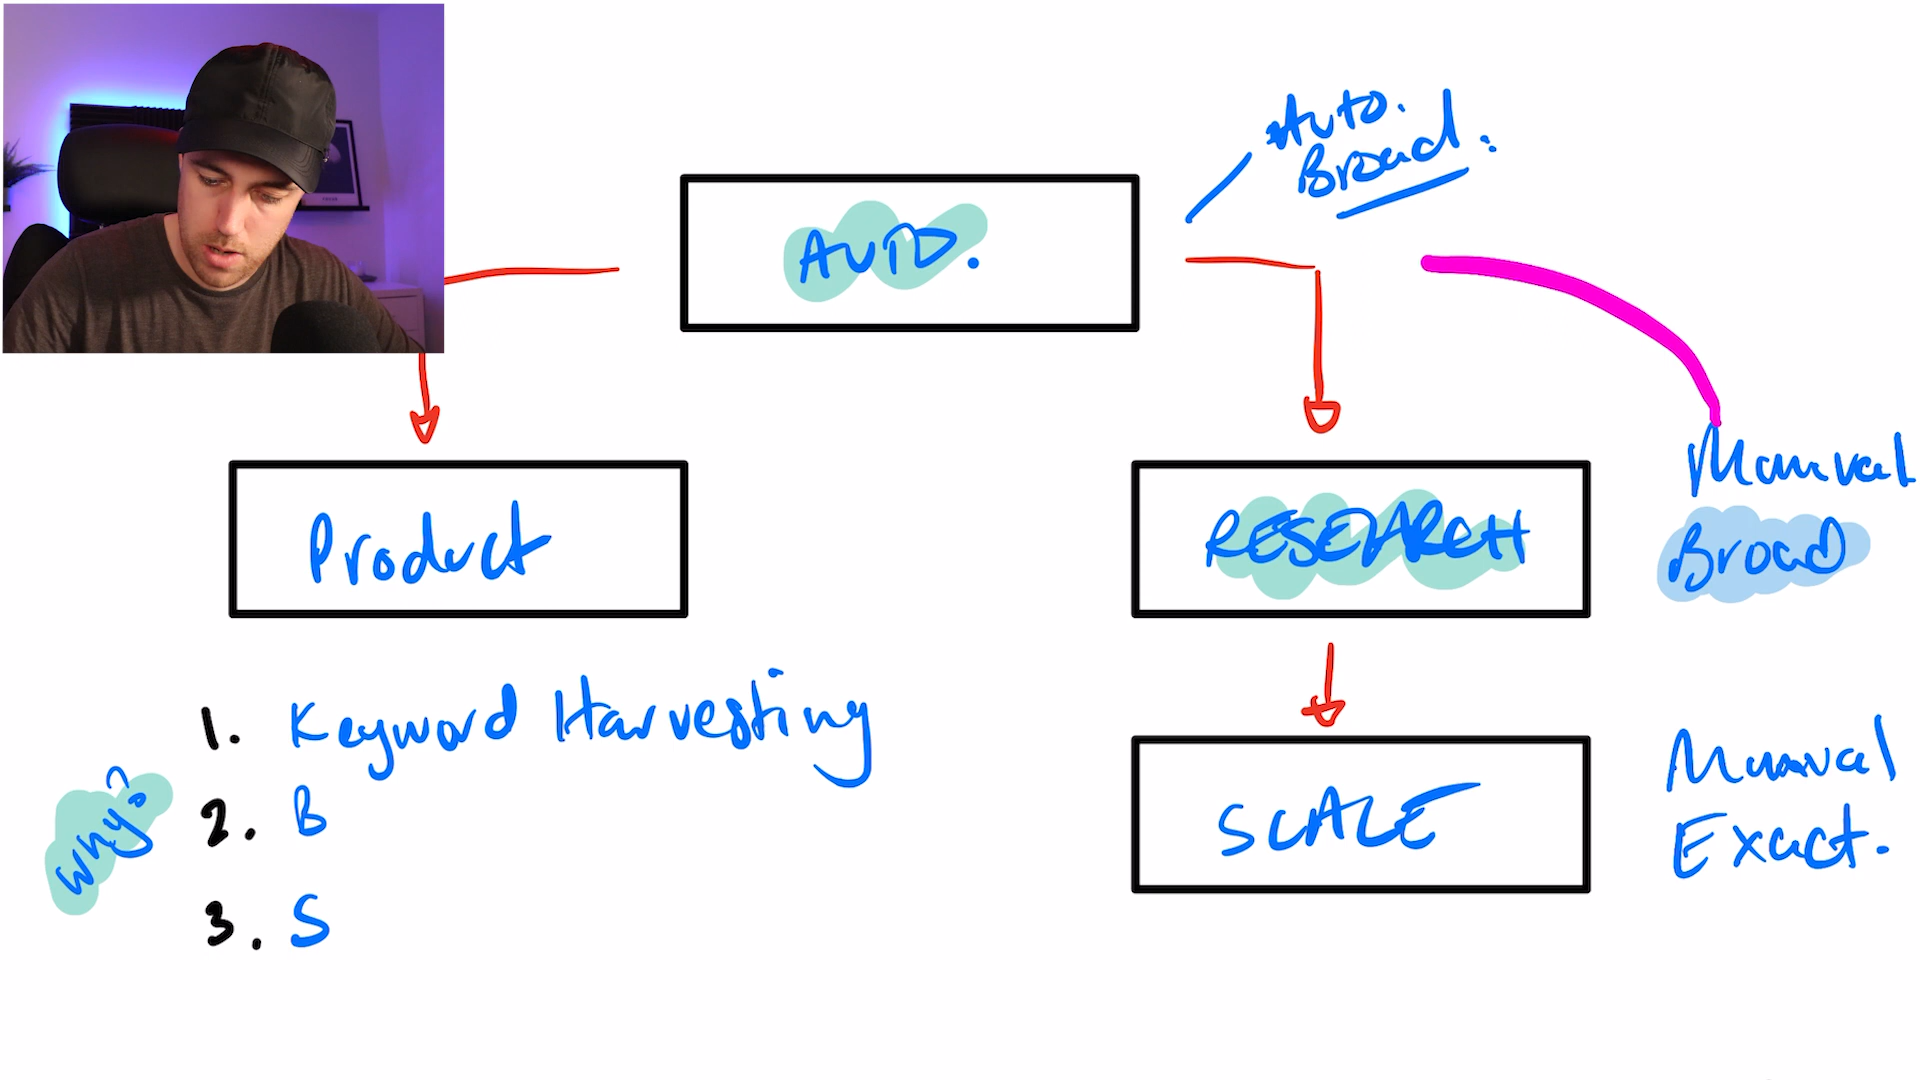 Auto.
Broad.
AUTO.
Manual
Broad
Product
RESEARCH
1. Keyword Harvesting
2. B
3. S
Why?
SCALE
Manual
Exact.